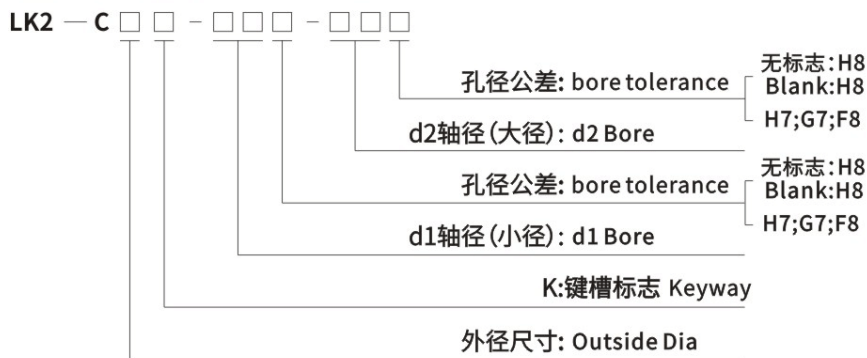 LK2 — C □ □ - □ □ □ - □ □ □
无标志:H8
孔径公差: bore tolerance
Blank:H8
H7;G7;F8
d2轴径(大径): d2 Bore
无标志:H8
孔径公差: bore tolerance
Blank:H8
H7;G7;F8
d1轴径(小径): d1 Bore
K:键槽标志 Keyway
外径尺寸: Outside Dia